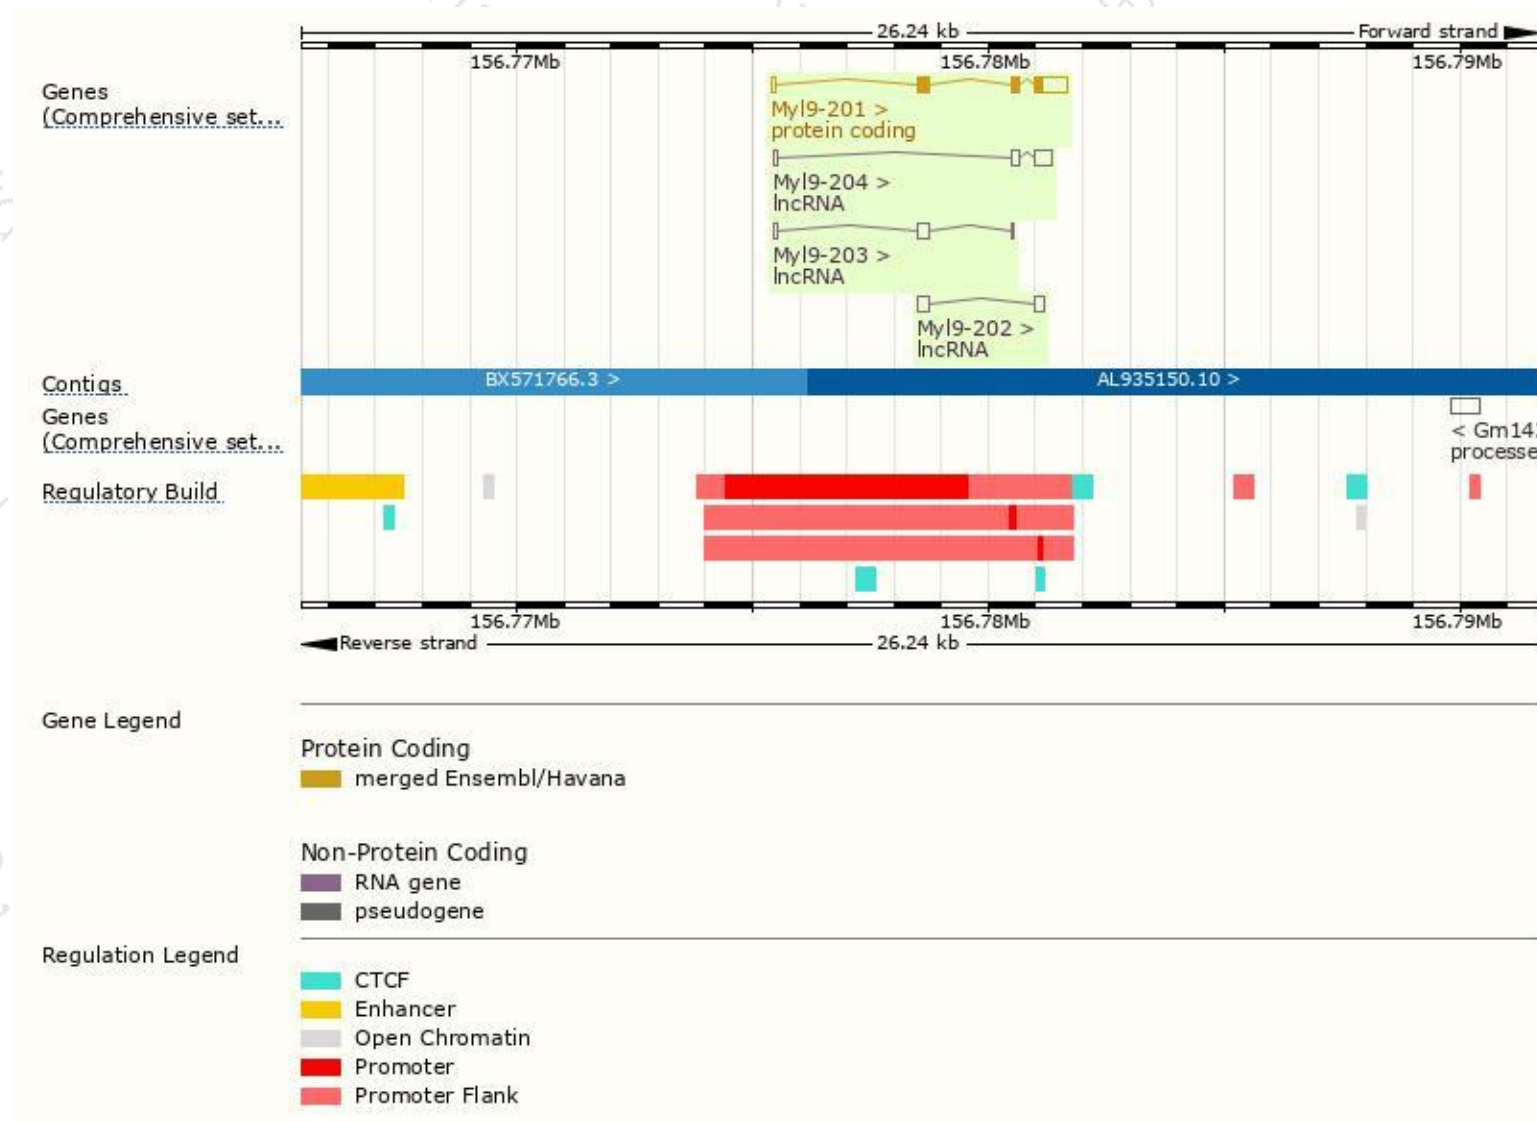 26.24 kb Forward strand
156.77Mb 156.78Mb 156.79Mb
Genes
(Comprehensive set...
Myl9-201 >
protein coding
Myl9-204 >
lncRNA
Myl9-203 >
lncRNA
Myl9-202 >
lncRNA
Contigs BX571766.3 > AL935150.10 >
Genes
(Comprehensive set...
< Gm14
processe
Regulatory Build
156.77Mb 156.78Mb 156.79Mb
Reverse strand 26.24 kb
Gene Legend
Protein Coding
merged Ensembl/Havana
Non-Protein Coding
RNA gene
pseudogene
Regulation Legend
CTCF
Enhancer
Open Chromatin
Promoter
Promoter Flank